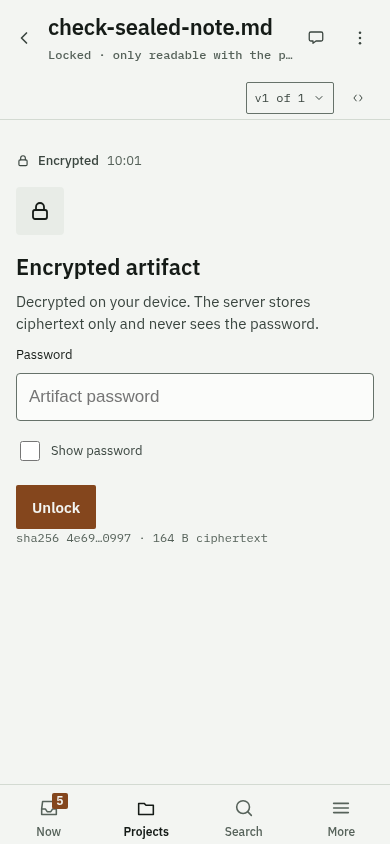 check-sealed-note.md
Locked · only readable with the p…
v1 of 1
Encrypted 10:01
Encrypted artifact
Decrypted on your device. The server stores
ciphertext only and never sees the password.
Password
Artifact password
Show password
Unlock
sha256 4e69…0997 · 164 B ciphertext
5
Now
Projects
Search
More